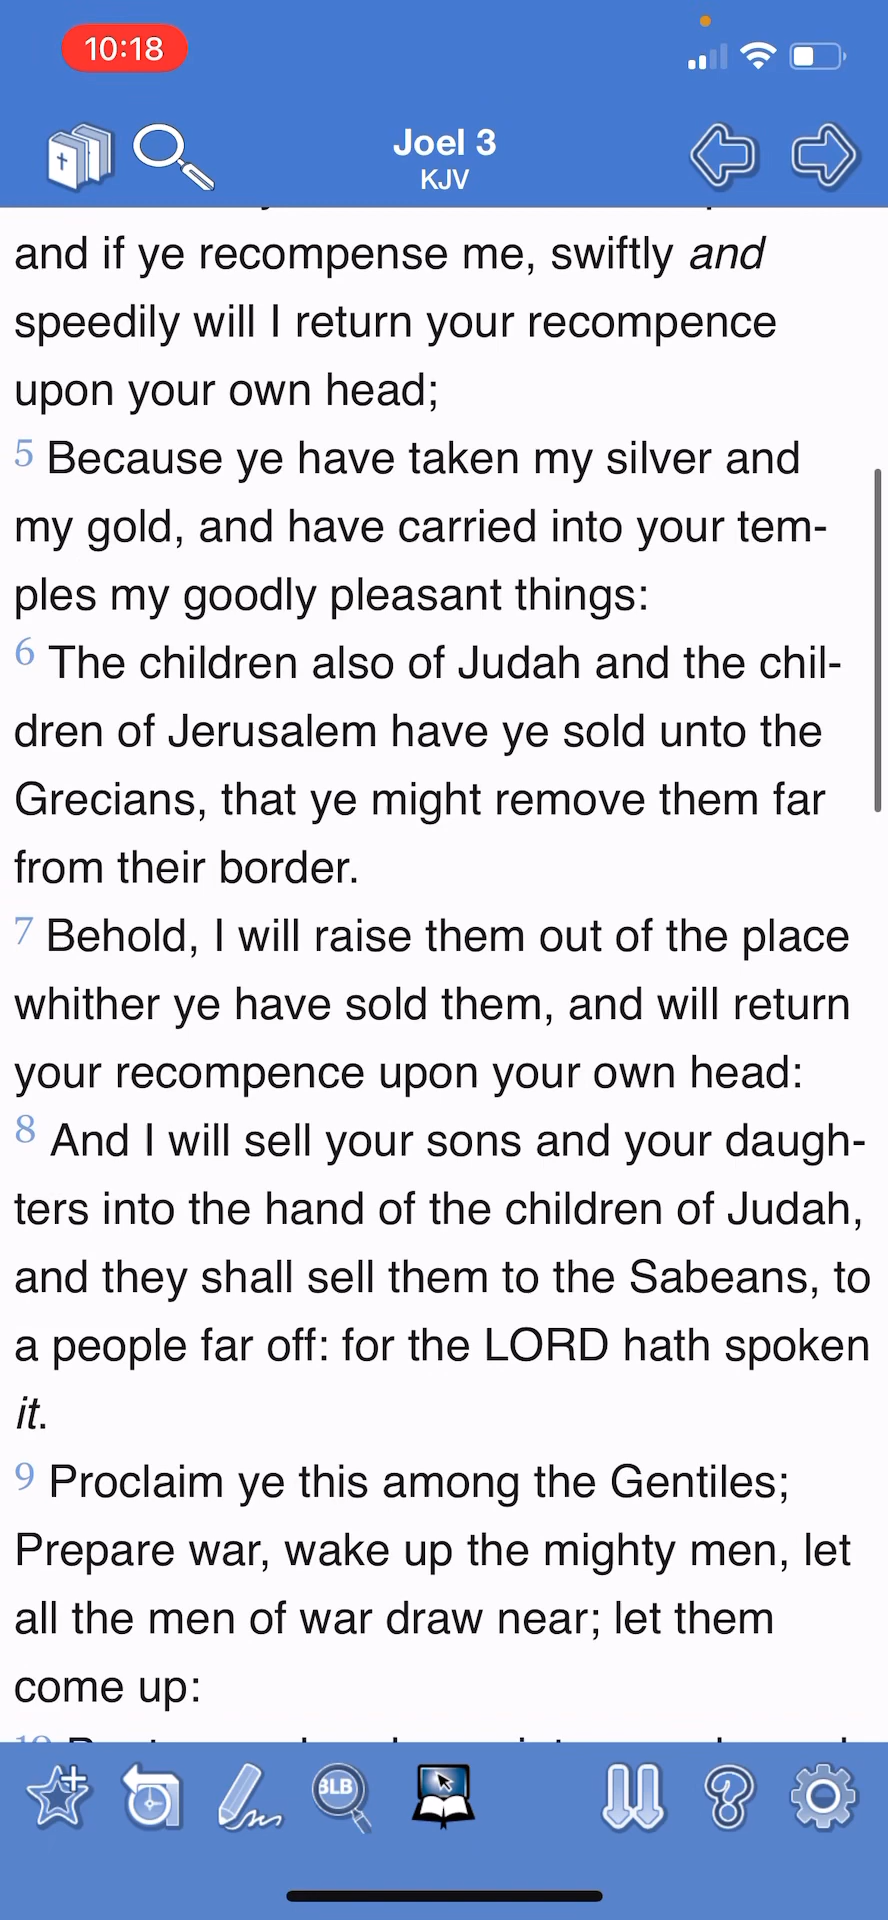 10:18
Joel 3
KJV
and if ye recompense me, swiftly and
speedily will I return your recompence
upon your own head;
5 Because ye have taken my silver and
my gold, and have carried into your tem-
ples my goodly pleasant things:
6 The children also of Judah and the chil-
dren of Jerusalem have ye sold unto the
Grecians, that ye might remove them far
from their border.
7 Behold, I will raise them out of the place
whither ye have sold them, and will return
your recompence upon your own head:
8 And I will sell your sons and your daugh-
ters into the hand of the children of Judah,
and they shall sell them to the Sabeans, to
a people far off: for the LORD hath spoken
it.
9 Proclaim ye this among the Gentiles;
Prepare war, wake up the mighty men, let
all the men of war draw near; let them
come up:
BLB